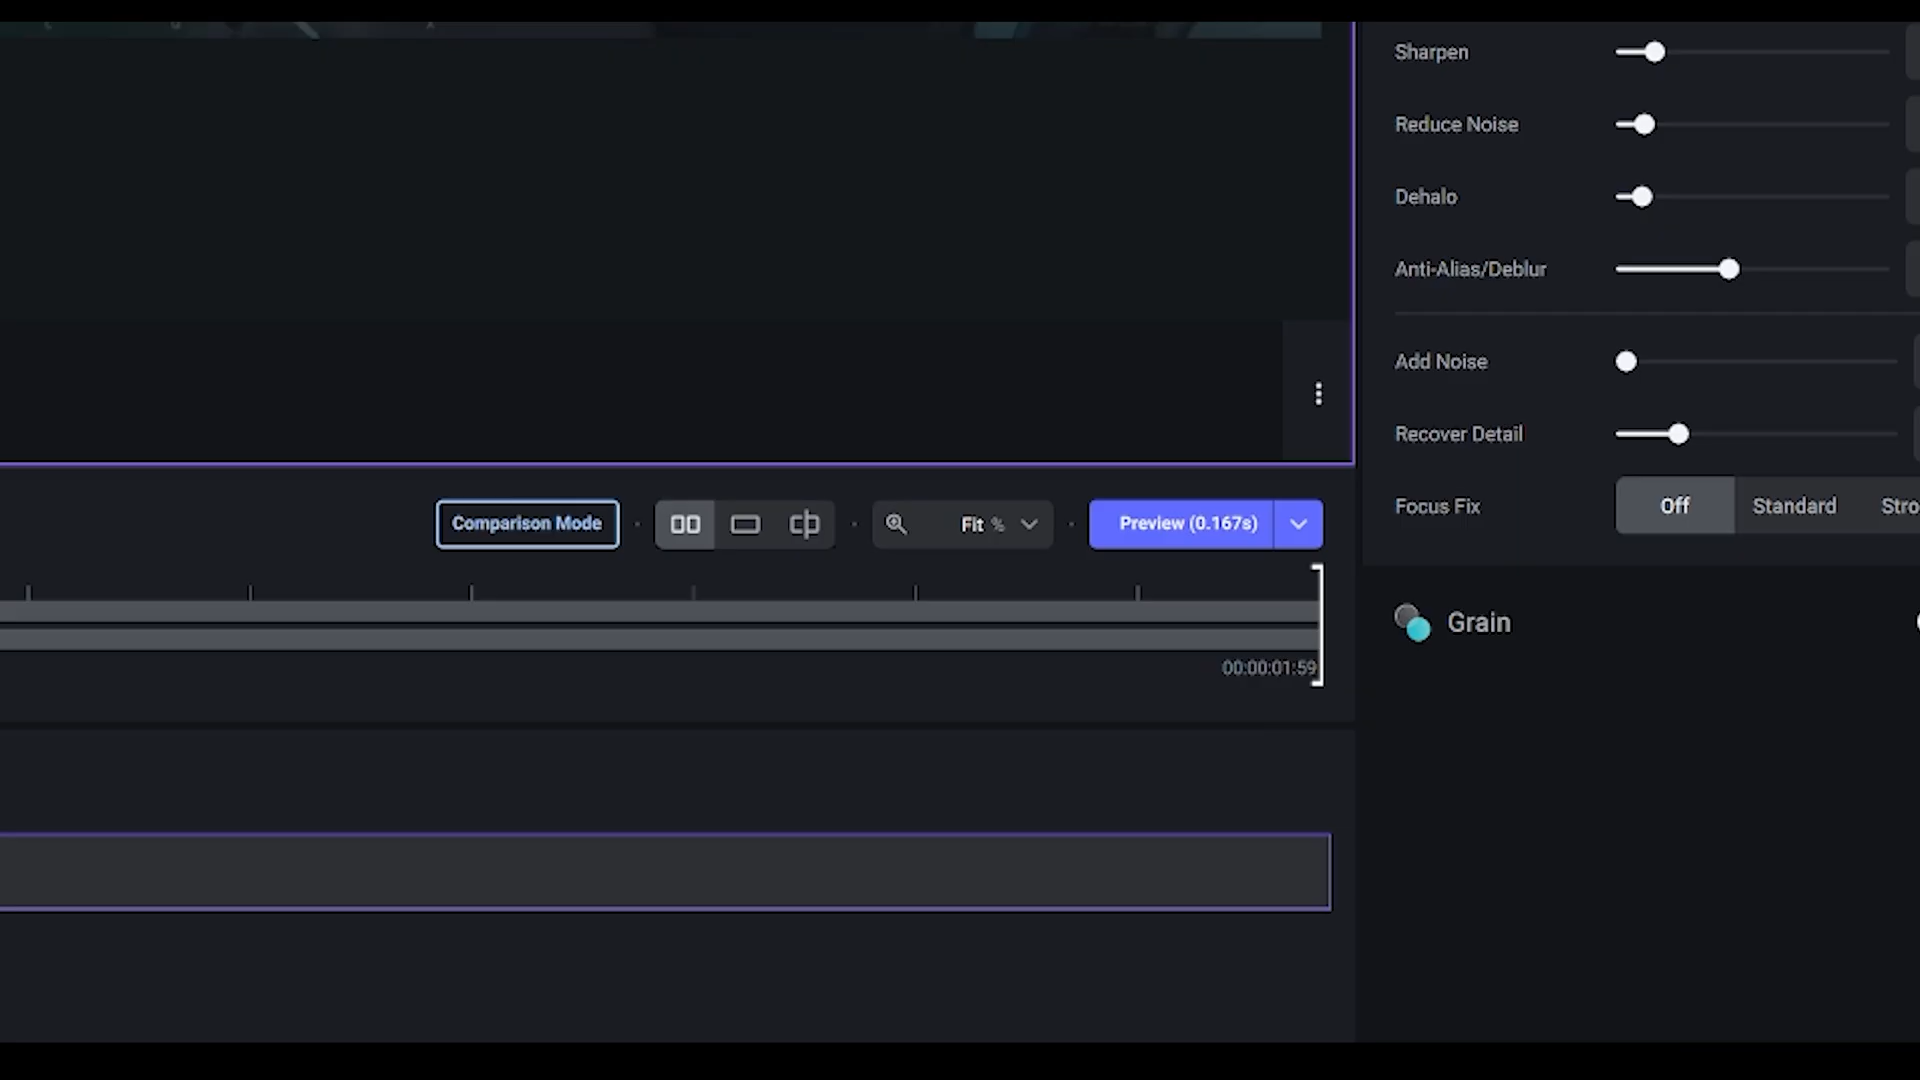 Sharpen
Reduce Noise
Dehalo
Anti-Alias/Deblur
Add Noise
Recover Detail
Focus Fix Off Standard Stro
Comparison Mode Fit % Preview (0.167s)
Grain
00:00:01:59